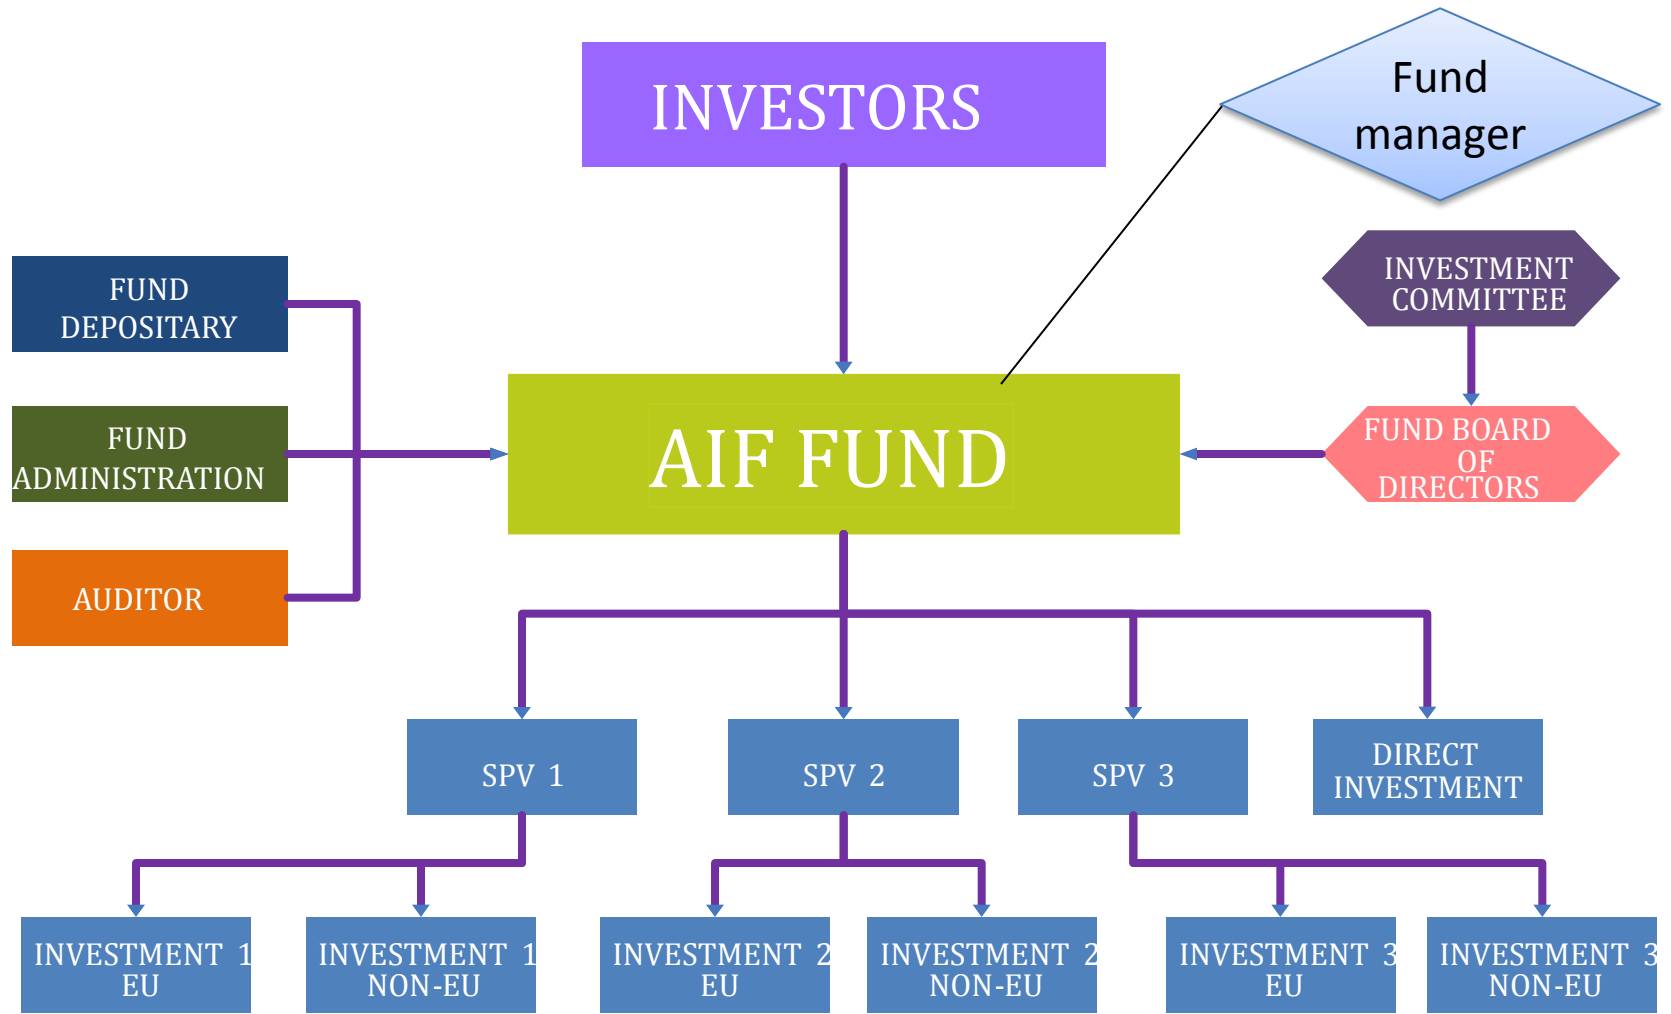 INVESTORS
Fund
manager
FUND
DEPOSITARY
INVESTMENT
COMMITTEE
FUND
ADMINISTRATION
AIF FUND
FUND BOARD
OF
DIRECTORS
AUDITOR
SPV 1
SPV 2
SPV 3
DIRECT
INVESTMENT
INVESTMENT 1
EU
INVESTMENT 1
NON-EU
INVESTMENT 2
EU
INVESTMENT 2
NON-EU
INVESTMENT 3
EU
INVESTMENT 3
NON-EU